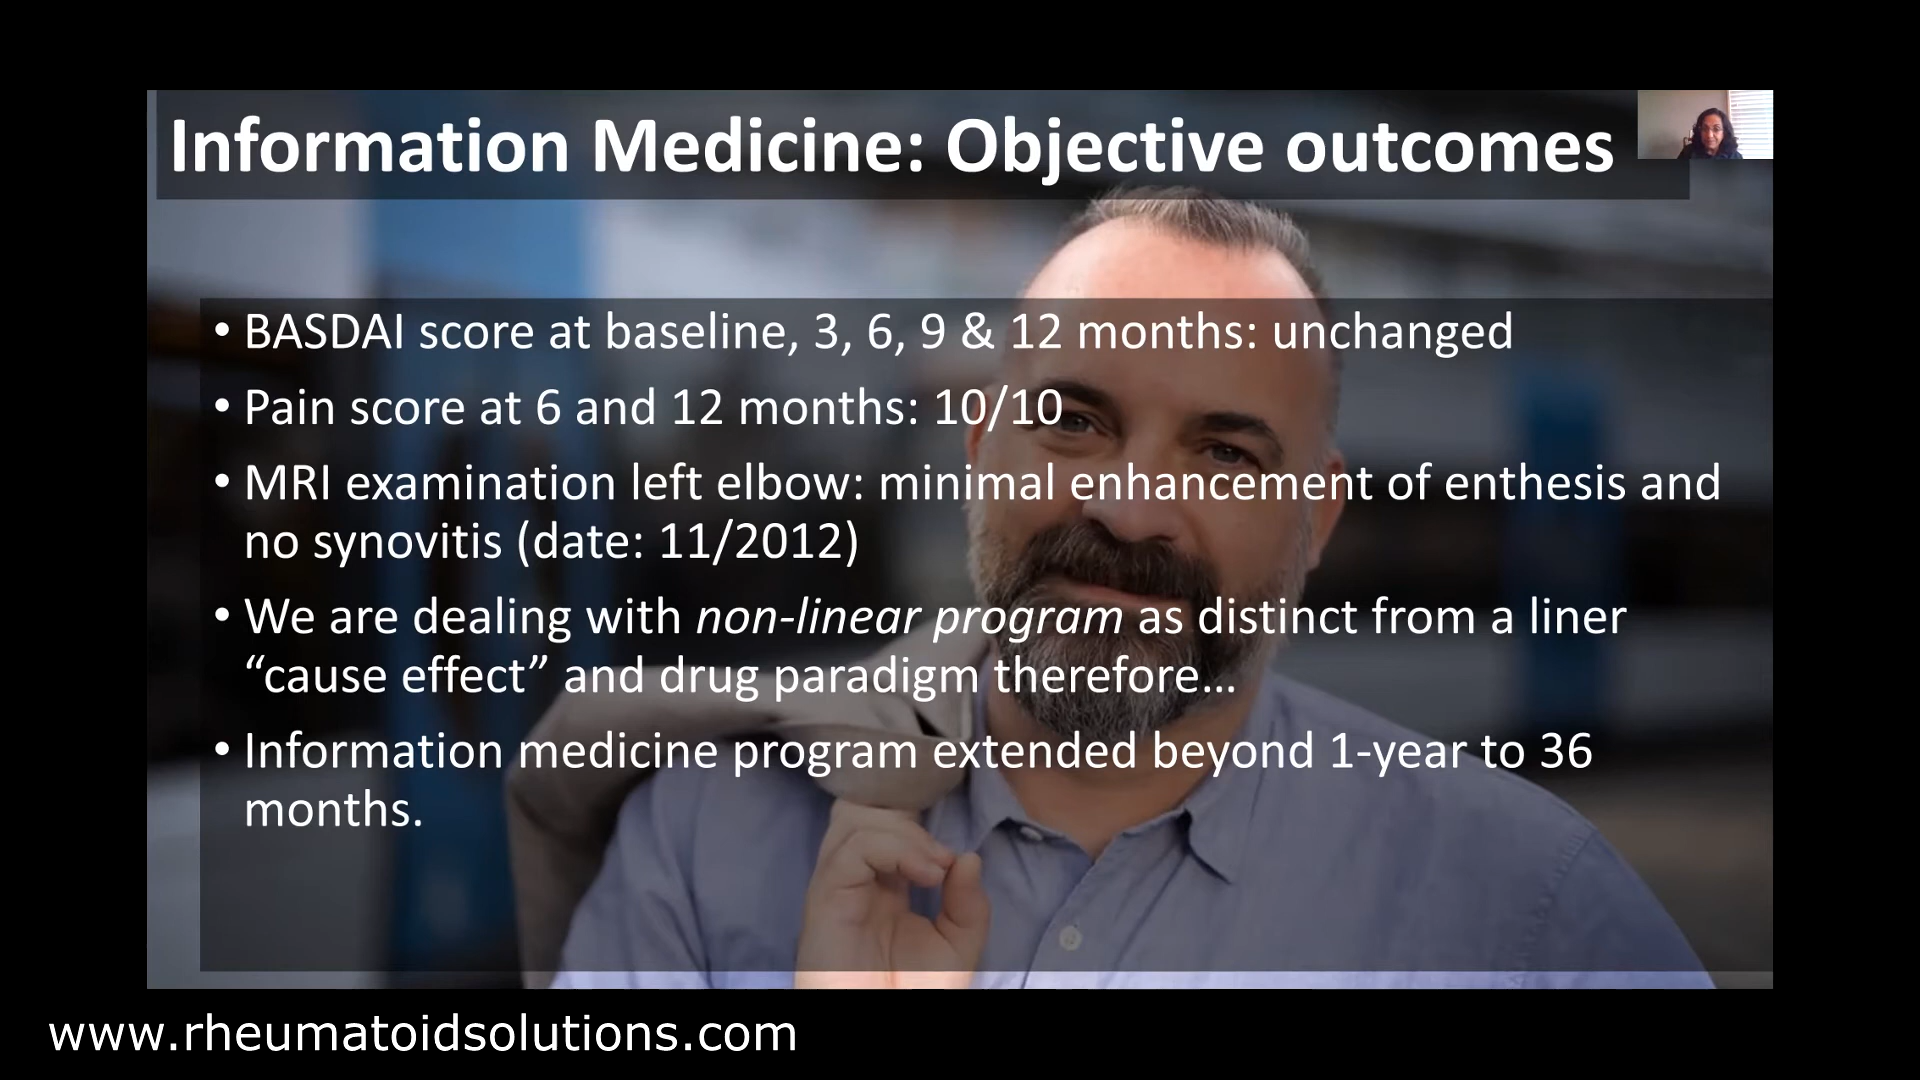 Information Medicine: Objective outcomes
• BASDAI score at baseline, 3, 6, 9 & 12 months: unchanged
• Pain score at 6 and 12 months: 10/10
• MRI examination left elbow: minimal enhancement of enthesis and
no synovitis (date: 11/2012)
• We are dealing with non-linear program as distinct from a liner
“cause effect” and drug paradigm therefore…
• Information medicine program extended beyond 1-year to 36
months.
www.rheumatoidsolutions.com